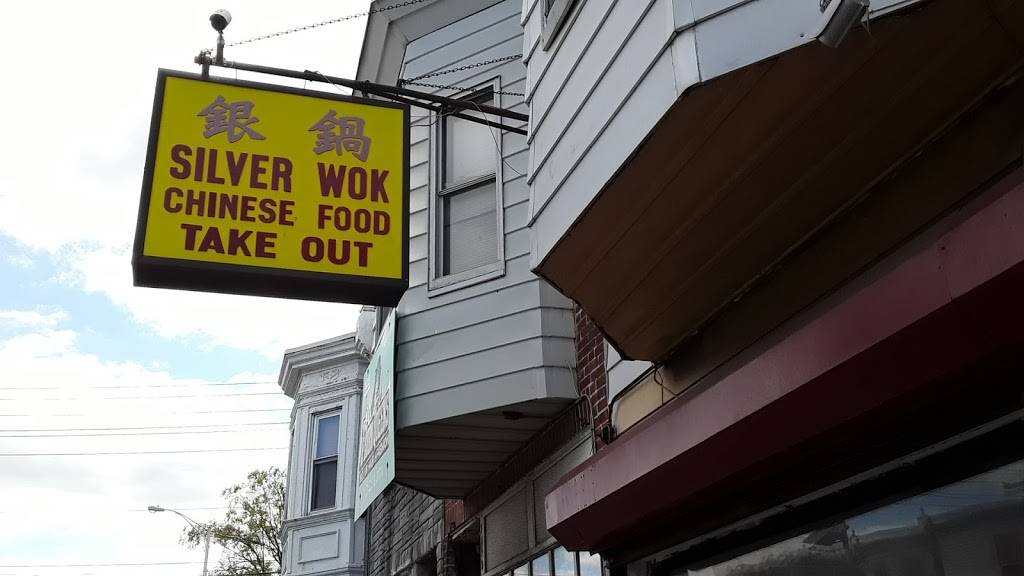 銀鍋
SILVER WOK
CHINESE FOOD
TAKE OUT